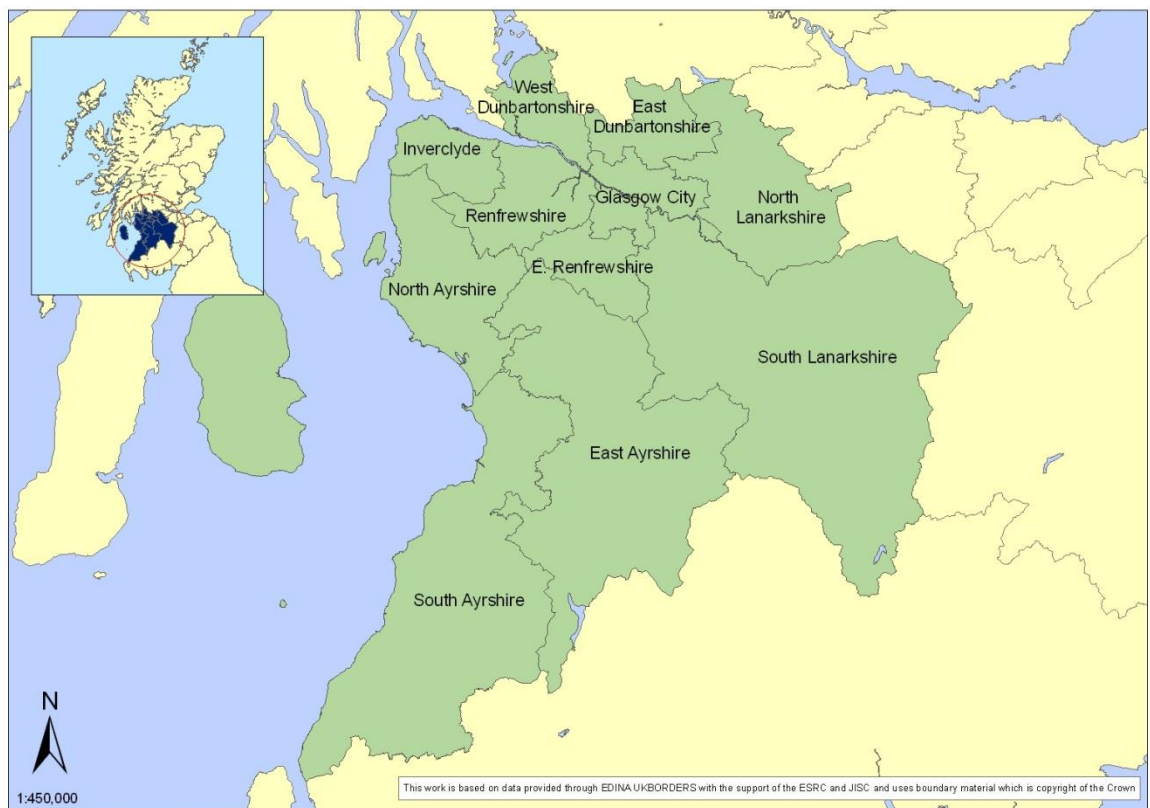 West
Dunbartonshire
East
Dunbartonshire
Inverclyde
Glasgow City
North
Lanarkshire
Renfrewshire
E. Renfrewshire
North Ayrshire
South Lanarkshire
East Ayrshire
South Ayrshire
N
1:450,000
This work is based on data provided through EDINA UKBORDERS with the support of the ESRC and JISC and uses boundary material which is copyright of the Crown